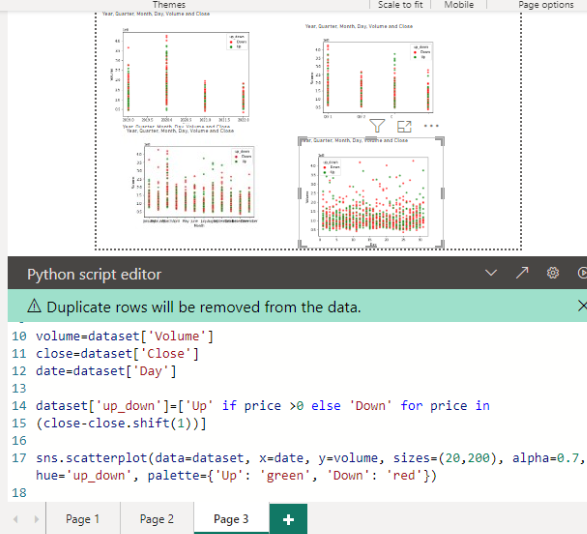 Themes
Scale to fit
Mobile
Page options
Year, Quarter, Month, Day, Volume and Close
Year, Quarter, Month, Day, Volume and Close
up_down
Down
Up
up_down
Down
Up
Year, Quarter, Month, Day, Volume and Close
Year, Quarter, Month, Day, Volume and Close
Year, Quarter, Month, Day, Volume and Close
up_down
Down
Up
up_down
Down
Up
Python script editor
Duplicate rows will be removed from the data.
10 volume=dataset['Volume']
11 close=dataset['Close']
12 date=dataset['Day']
13
14 dataset['up_down']=['Up' if price >0 else 'Down' for price in
15 (close-close.shift(1))]
16
17 sns.scatterplot(data=dataset, x=date, y=volume, sizes=(20,200), alpha=0.7,
hue='up_down', palette={'Up': 'green', 'Down': 'red'})
18
Page 1
Page 2
Page 3
+